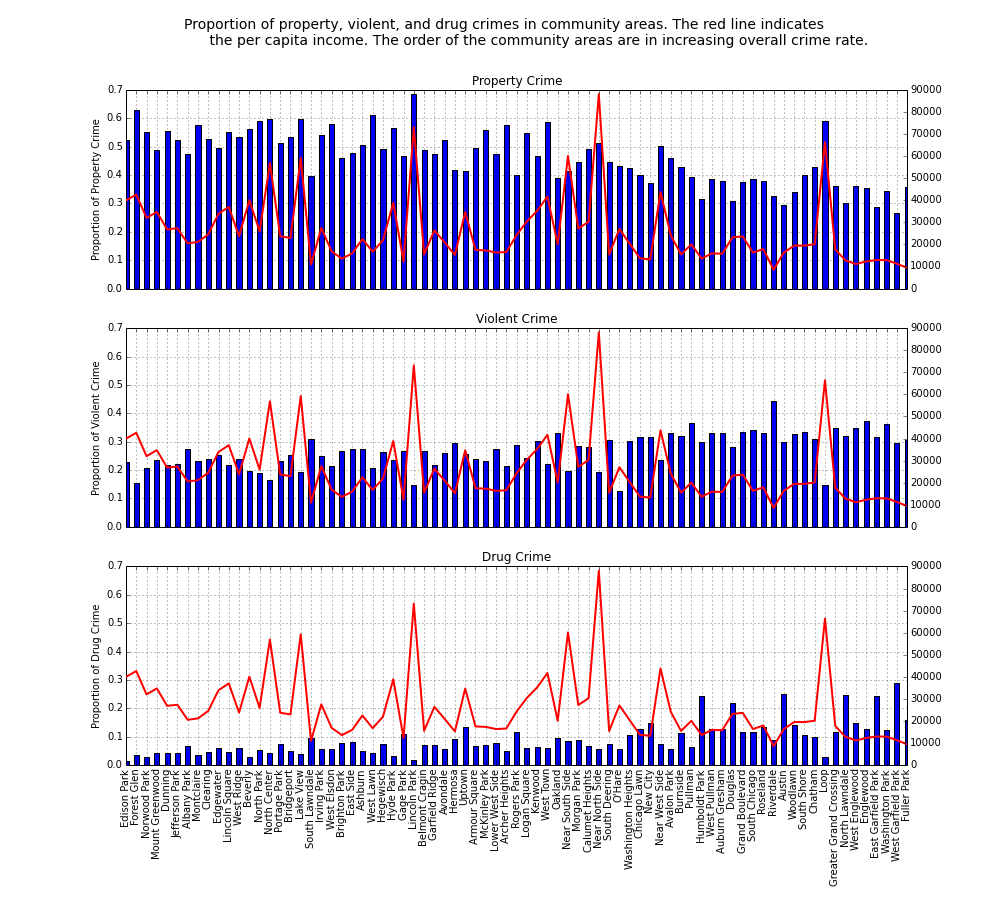 Proportion of property, violent, and drug crimes in community areas. The red line indicates
the per capita income. The order of the community areas are in increasing overall crime rate.
Property Crime
Proportion of Property Crime
0.7
0.6
0.5
0.4
0.3
0.2
0.1
0.0
90000
80000
70000
60000
50000
40000
30000
20000
10000
0
Violent Crime
Proportion of Violent Crime
0.7
0.6
0.5
0.4
0.3
0.2
0.1
0.0
90000
80000
70000
60000
50000
40000
30000
20000
10000
0
Drug Crime
Proportion of Drug Crime
0.7
0.6
0.5
0.4
0.3
0.2
0.1
0.0
90000
80000
70000
60000
50000
40000
30000
20000
10000
0
Edison Park
Forest Glen
Norwood Park
Mount Greenwood
Dunning
Jefferson Park
Albany Park
Montclaire
Clearing
Edgewater
Lincoln Square
West Ridge
Beverly
North Park
North Center
Portage Park
Bridgeport
Lake View
South Lawndale
Irving Park
West Elsdon
Brighton Park
East Side
Ashburn
West Lawn
Hegewisch
Hyde Park
Gage Park
Lincoln Park
Belmont Cragin
Garfield Ridge
Avondale
Hermosa
Uptown
Armour Square
McKinley Park
Lower West Side
Archer Heights
Rogers Park
Logan Square
Kenwood
West Town
Oakland
Near South Side
Morgan Park
Calumet Heights
Near North Side
South Deering
O'Hare
Washington Heights
Chicago Lawn
New City
Near West Side
Avalon Park
Burnside
Pullman
Humboldt Park
West Pullman
Auburn Gresham
Douglas
Grand Boulevard
South Chicago
Roseland
Riverdale
Austin
Woodlawn
South Shore
Chatham
Loop
Greater Grand Crossing
North Lawndale
West Englewood
Englewood
East Garfield Park
Washington Park
West Garfield Park
Fuller Park